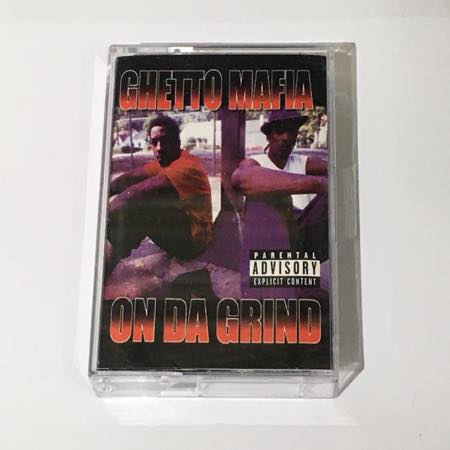 GHETTO MAFIA
PARENTAL
ADVISORY
EXPLICIT CONTENT
ON DA GRIND